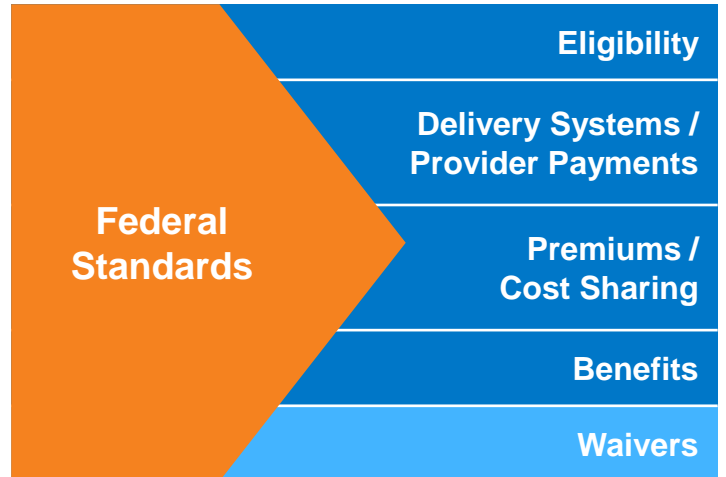 Federal
Standards
Eligibility
Delivery Systems /
Provider Payments
Premiums /
Cost Sharing
Benefits
Waivers